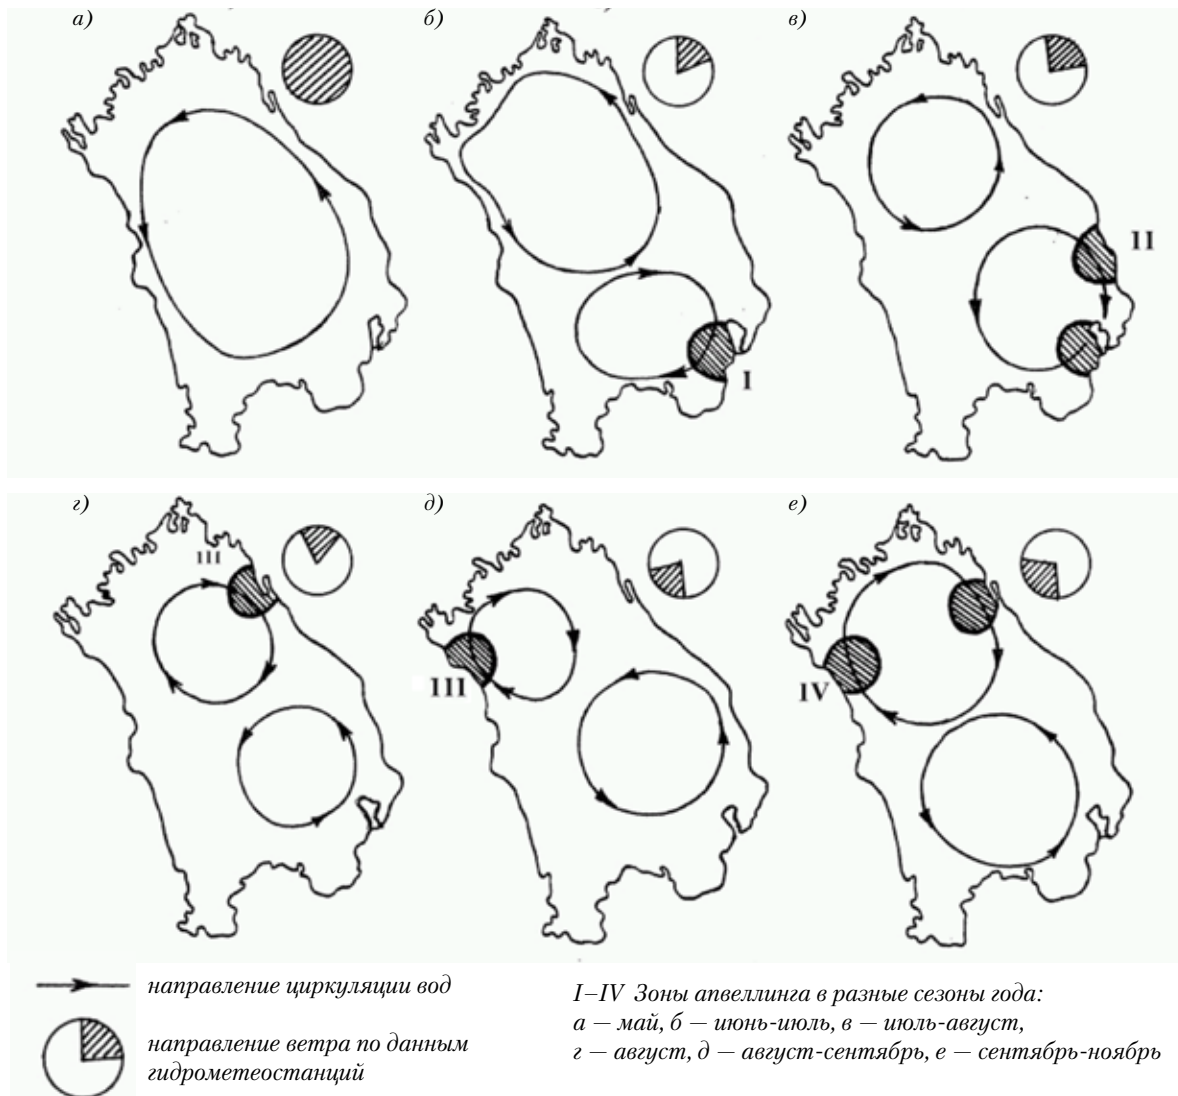 а)
б)
в)
I
II
г)
д)
е)
III
III
IV
направление циркуляции вод
направление ветра по данным
гидрометеостанций
I–IV Зоны апвеллинга в разные сезоны года:
а — май, б — июнь-июль, в — июль-август,
г — август, д — август-сентябрь, е — сентябрь-ноябрь